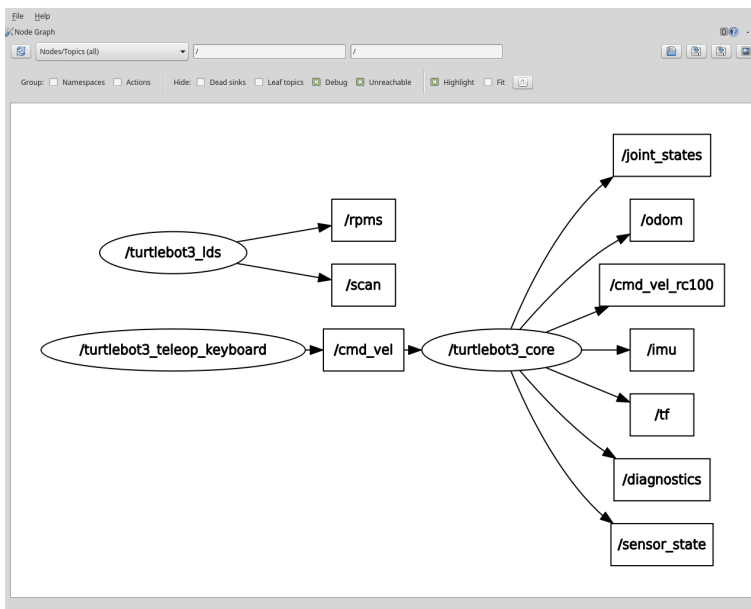 File Help
Node Graph
D
Nodes/Topics (all) / /
Group: Namespaces Actions Hide: Dead sinks Leaf topics Debug Unreachable Highlight Fit
/joint_states
/rpms
/odom
/turtlebot3_lds
/scan
/cmd_vel_rc100
/turtlebot3_teleop_keyboard
/cmd_vel
/turtlebot3_core
/imu
/tf
/diagnostics
/sensor_state